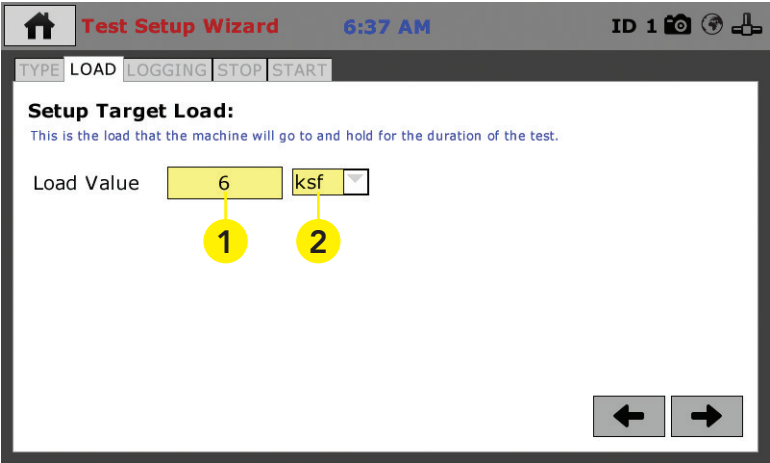 Test Setup Wizard 6:37 AM ID 1
TYPE LOAD LOGGING STOP START
Setup Target Load:
This is the load that the machine will go to and hold for the duration of the test.
Load Value 6 ksf
1 2